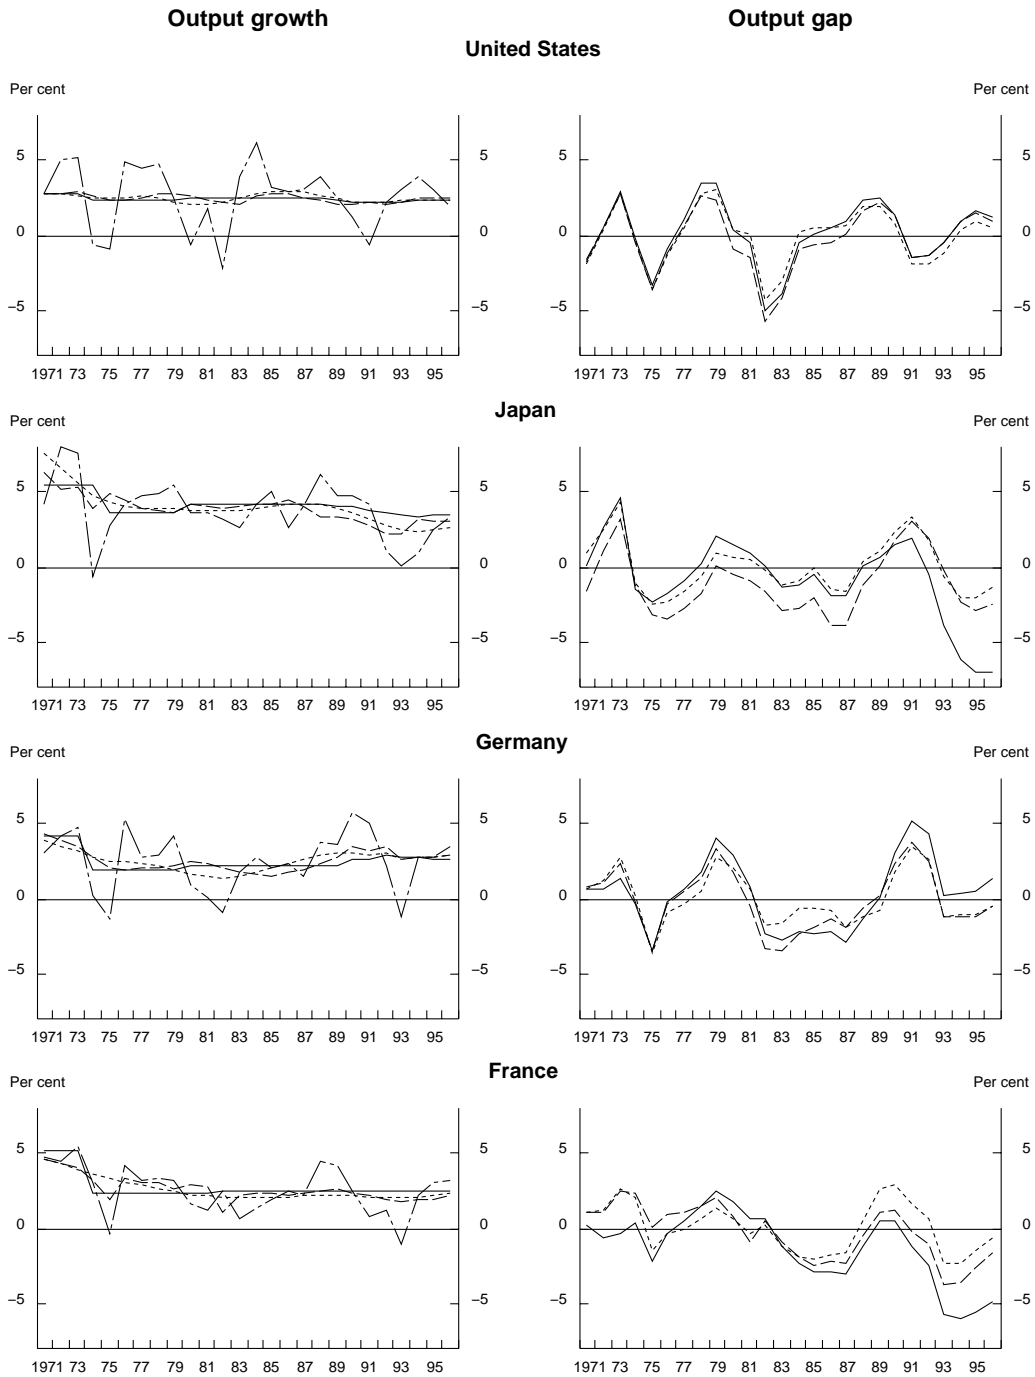 Output growth Output gap
United States
Per cent Per cent
5 5 5 5
0 0 0 0
−5 −5 −5 −5
1971 73 75 77 79 81 83 85 87 89 91 93 95 1971 73 75 77 79 81 83 85 87 89 91 93 95
Japan
Per cent Per cent
5 5 5 5
0 0 0 0
−5 −5 −5 −5
1971 73 75 77 79 81 83 85 87 89 91 93 95 1971 73 75 77 79 81 83 85 87 89 91 93 95
Germany
Per cent Per cent
5 5 5 5
0 0 0 0
−5 −5 −5 −5
1971 73 75 77 79 81 83 85 87 89 91 93 95 1971 73 75 77 79 81 83 85 87 89 91 93 95
France
Per cent Per cent
5 5 5 5
0 0 0 0
−5 −5 −5 −5
1971 73 75 77 79 81 83 85 87 89 91 93 95 1971 73 75 77 79 81 83 85 87 89 91 93 95